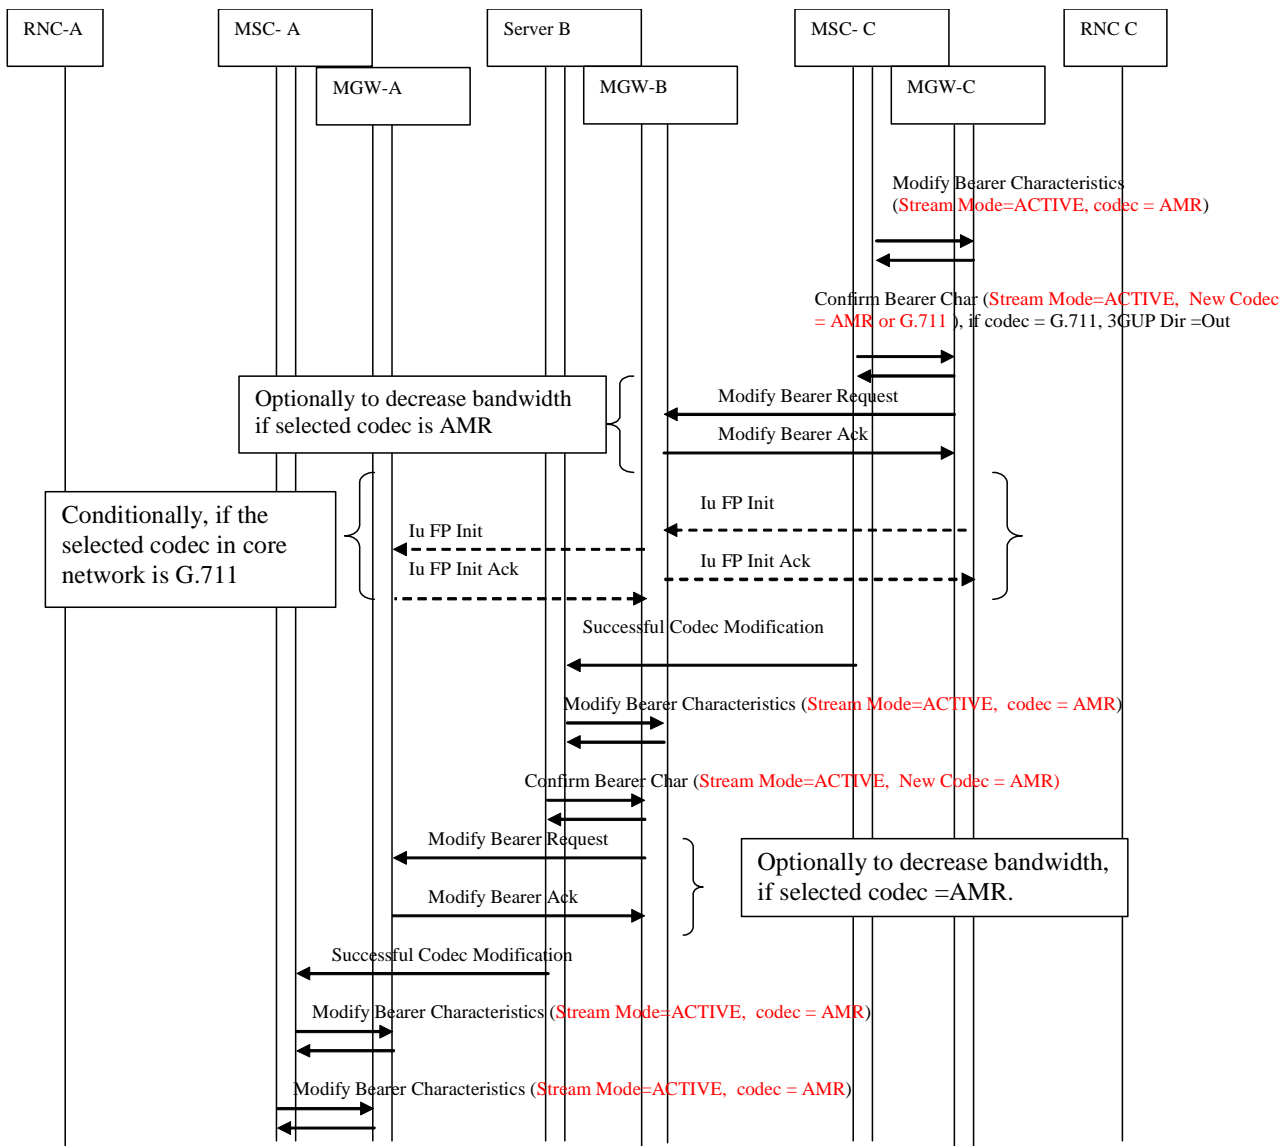 RNC-A
MSC- A
Server B
MSC- C
RNC C
MGW-A
MGW-B
MGW-C
Modify Bearer Characteristics
(Stream Mode=ACTIVE, codec = AMR)
Confirm Bearer Char (Stream Mode=ACTIVE,  New Codec
= AMR or G.711 ), if codec = G.711, 3GUP Dir =Out
Optionally to decrease bandwidth
if selected codec is AMR
Modify Bearer Request
Modify Bearer Ack
Conditionally, if the
selected codec in core
network is G.711
Iu FP Init
Iu FP Init
Iu FP Init Ack
Iu FP Init Ack
Successful Codec Modification
Modify Bearer Characteristics (Stream Mode=ACTIVE,  codec = AMR)
Confirm Bearer Char (Stream Mode=ACTIVE,  New Codec = AMR)
Modify Bearer Request
Optionally to decrease bandwidth,
if selected codec =AMR.
Modify Bearer Ack
Successful Codec Modification
Modify Bearer Characteristics (Stream Mode=ACTIVE,  codec = AMR)
Modify Bearer Characteristics (Stream Mode=ACTIVE,  codec = AMR)